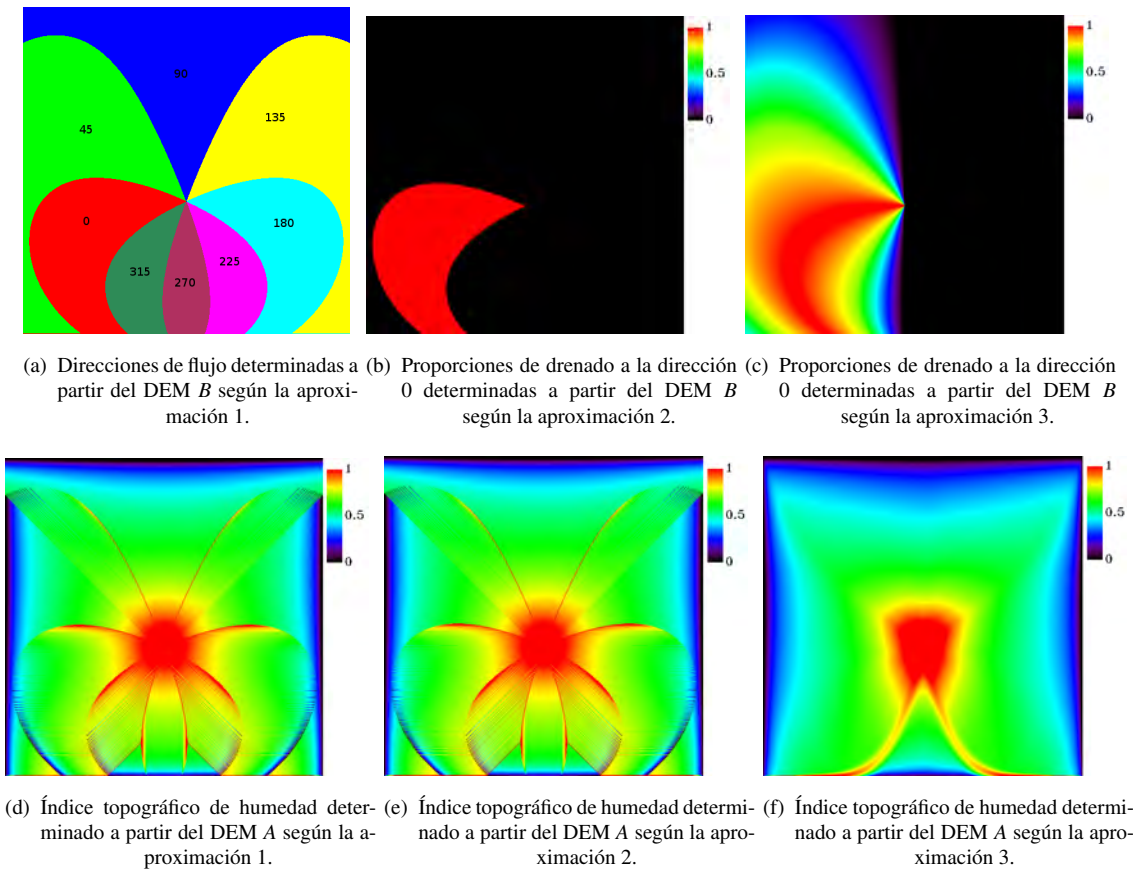 90
45
135
0
180
315
225
270
1
0.5
0
1
0.5
0
(a) Direcciones de flujo determinadas a
partir del DEM B según la aproxi-
mación 1.
(b) Proporciones de drenado a la dirección
0 determinadas a partir del DEM B
según la aproximación 2.
(c) Proporciones de drenado a la dirección
0 determinadas a partir del DEM B
según la aproximación 3.
1
0.5
0
1
0.5
0
1
0.5
0
(d) Índice topográfico de humedad deter-
minado a partir del DEM A según la a-
proximación 1.
(e) Índice topográfico de humedad determi-
nado a partir del DEM A según la apro-
ximación 2.
(f) Índice topográfico de humedad determi-
nado a partir del DEM A según la apro-
ximación 3.